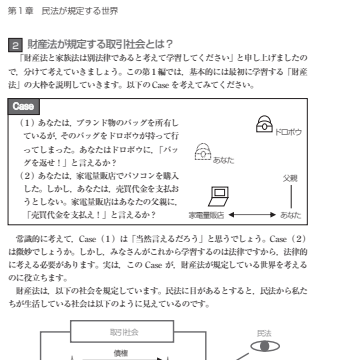 第1章 民法が規定する世界
2 財産法が規定する取引社会とは？
「財産法と家族法は別法律であると考えて学習してください」と申し上げましたの
で，分けて考えていきましょう。この第1編では，基本的には最初に学習する「財産
法」の大枠を説明していきます。以下の Case を考えてみてください。
Case
（1）あなたは，ブランド物のバッグを所有し
ているが，そのバッグをドロボウが持って行
ってしまった。あなたはドロボウに，「バッ
グを返せ！」と言えるか？
（2）あなたは，家電量販店でパソコンを購入
した。しかし，あなたは，売買代金を支払お
うとしない。家電量販店はあなたの父親に，
「売買代金を支払え！」と言えるか？
ドロボウ
あなた
父親
家電量販店
あなた
常識的に考えて，Case（1）は「当然言えるだろう」と思うでしょう。Case（2）
は微妙でしょうか。しかし，みなさんがこれから学習するのは法律ですから，法律的
に考える必要があります。実は，この Case が，財産法が規定している世界を考える
のに役立ちます。
財産法は，以下の社会を規定しています。民法に目があるとすると，民法から私た
ちが生活している社会は以下のように見えているのです。
取引社会
民法
債権